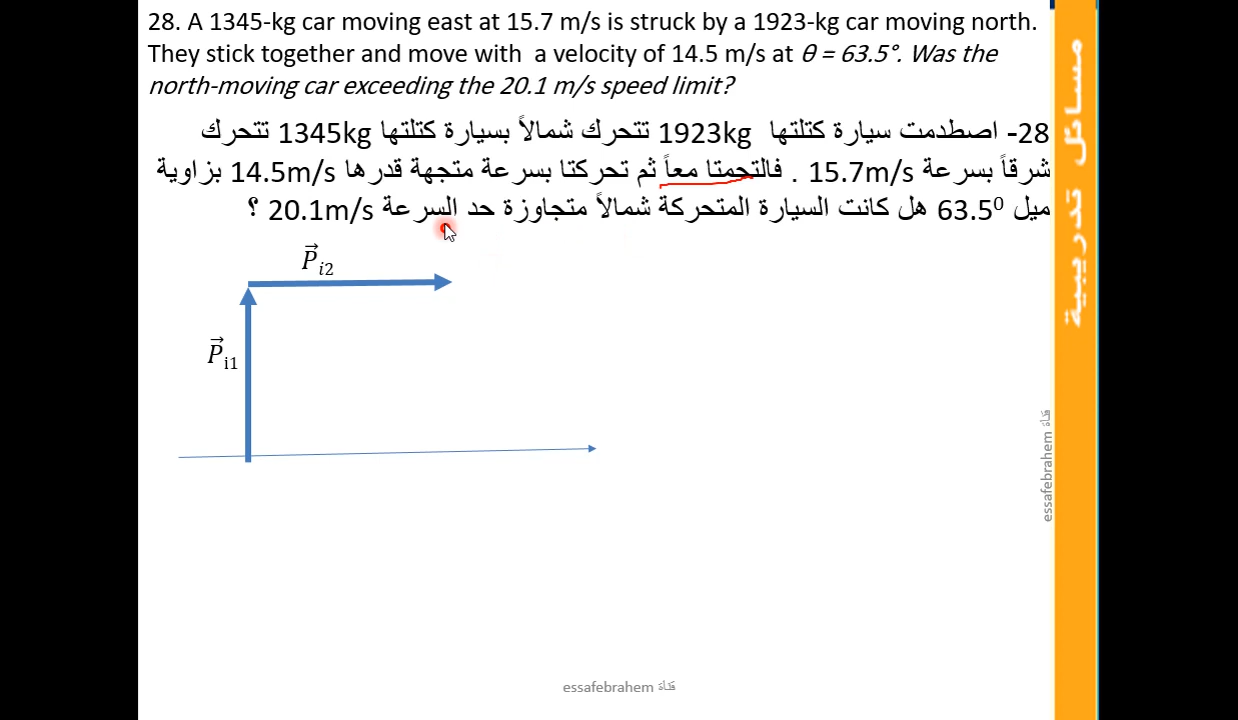 28. A 1345-kg car moving east at 15.7 m/s is struck by a 1923-kg car moving north.
They stick together and move with a velocity of 14.5 m/s at θ = 63.5°. Was the
north-moving car exceeding the 20.1 m/s speed limit?
28- اصطدمت سيارة كتلتها 1923kg تتحرك شمالاً بسيارة كتلتها 1345kg تتحرك
شرقاً بسرعة 15.7m/s . فالتحمتا معاً ثم تحركتا بسرعة متجهة قدرها 14.5m/s بزاوية
ميل 63.5⁰ هل كانت السيارة المتحركة شمالاً متجاوزة حد السرعة 20.1m/s ؟
P⃗i2
P⃗i1
مسائل تدريبية
قناة essafebrahem
قناة essafebrahem